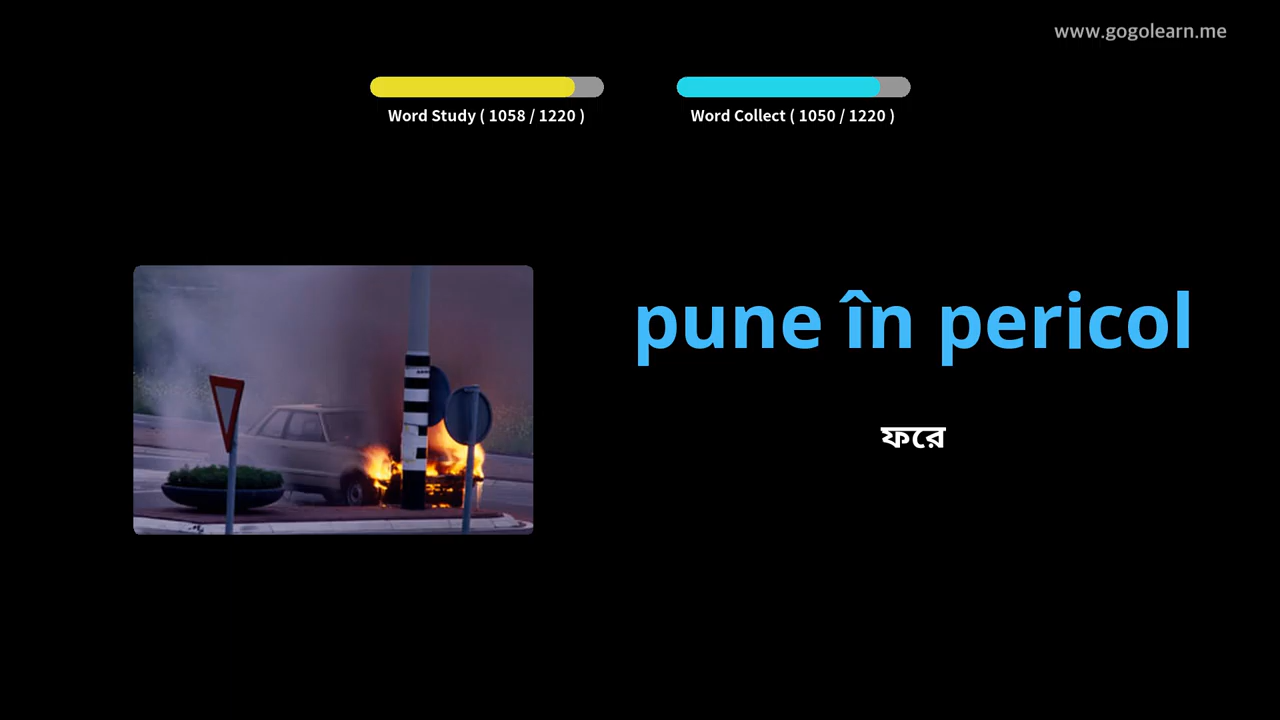 www.gogolearn.me
Word Study ( 1058 / 1220 )
Word Collect ( 1050 / 1220 )
pune în pericol
ফরে